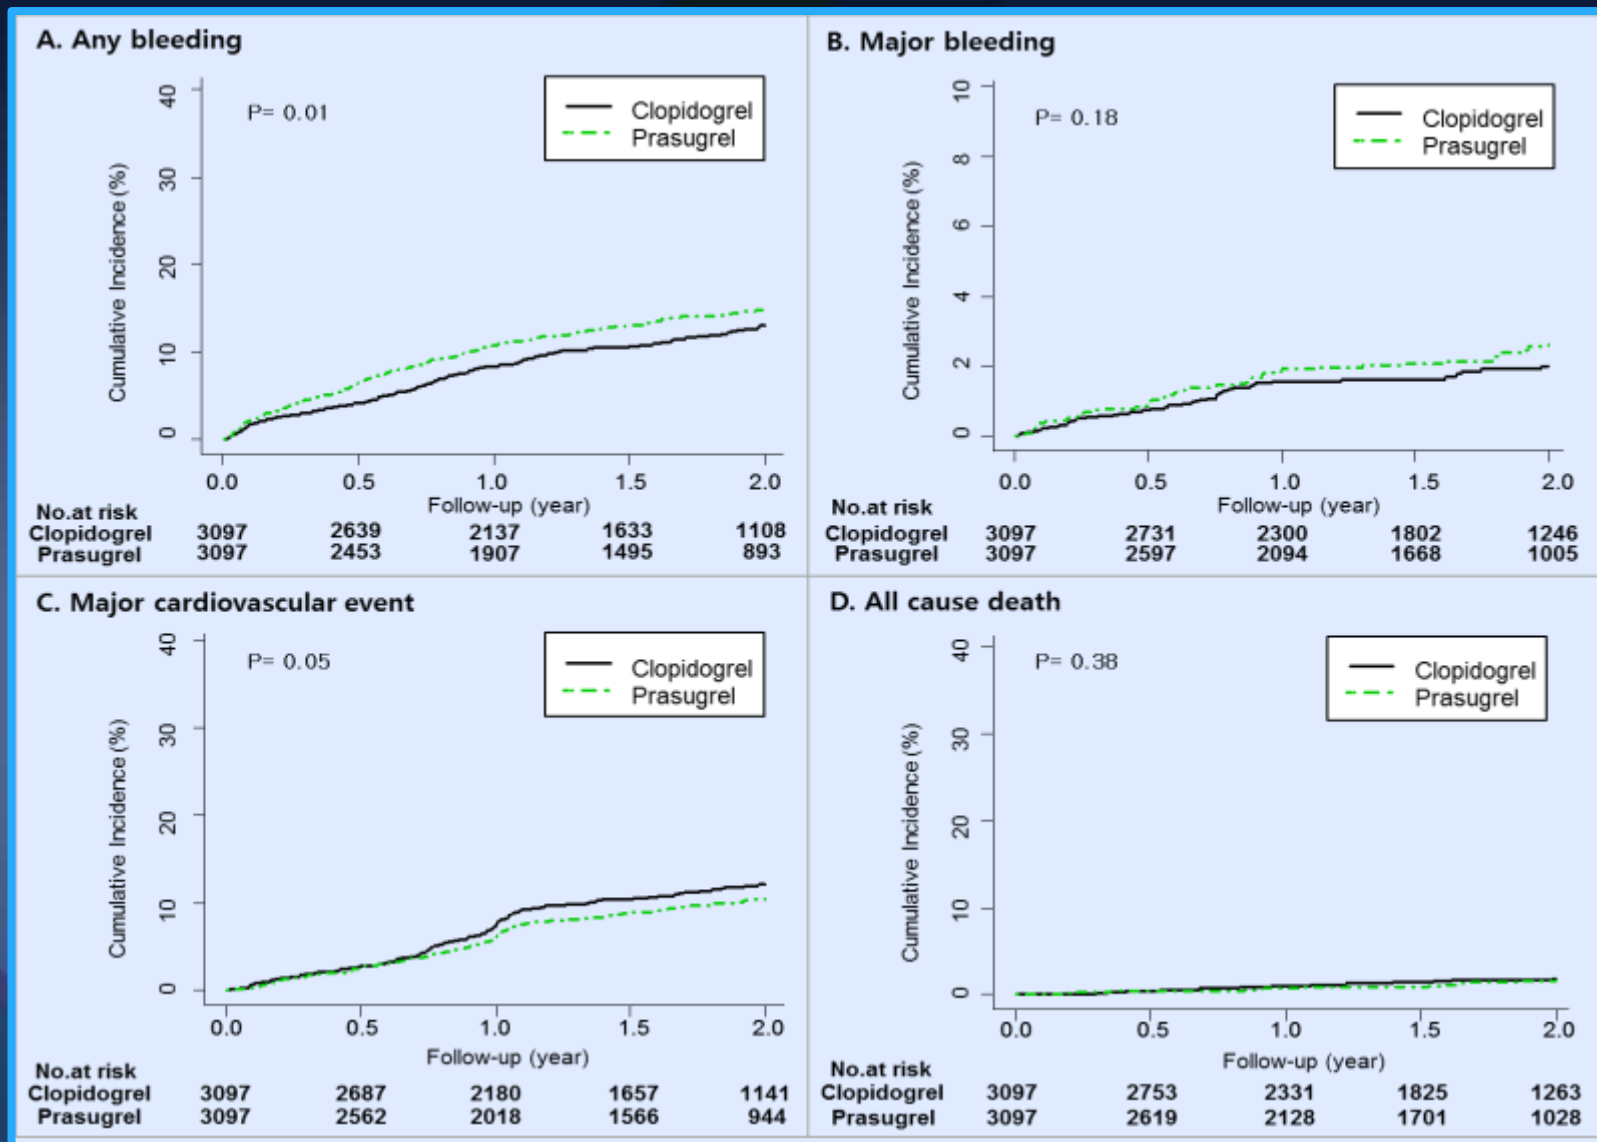 A. Any bleeding
P= 0.01
Clopidogrel
Prasugrel
Cumulative Incidence (%)
40
30
20
10
0
0.0 0.5 1.0 1.5 2.0
Follow-up (year)
No.at risk
Clopidogrel 3097 2639 2137 1633 1108
Prasugrel 3097 2453 1907 1495 893
B. Major bleeding
P= 0.18
Clopidogrel
Prasugrel
Cumulative Incidence (%)
10
8
6
4
2
0
0.0 0.5 1.0 1.5 2.0
Follow-up (year)
No.at risk
Clopidogrel 3097 2731 2300 1802 1246
Prasugrel 3097 2597 2094 1668 1005
C. Major cardiovascular event
P= 0.05
Clopidogrel
Prasugrel
Cumulative Incidence (%)
40
30
20
10
0
0.0 0.5 1.0 1.5 2.0
Follow-up (year)
No.at risk
Clopidogrel 3097 2687 2180 1657 1141
Prasugrel 3097 2562 2018 1566 944
D. All cause death
P= 0.38
Clopidogrel
Prasugrel
Cumulative Incidence (%)
40
30
20
10
0
0.0 0.5 1.0 1.5 2.0
Follow-up (year)
No.at risk
Clopidogrel 3097 2753 2331 1825 1263
Prasugrel 3097 2619 2128 1701 1028